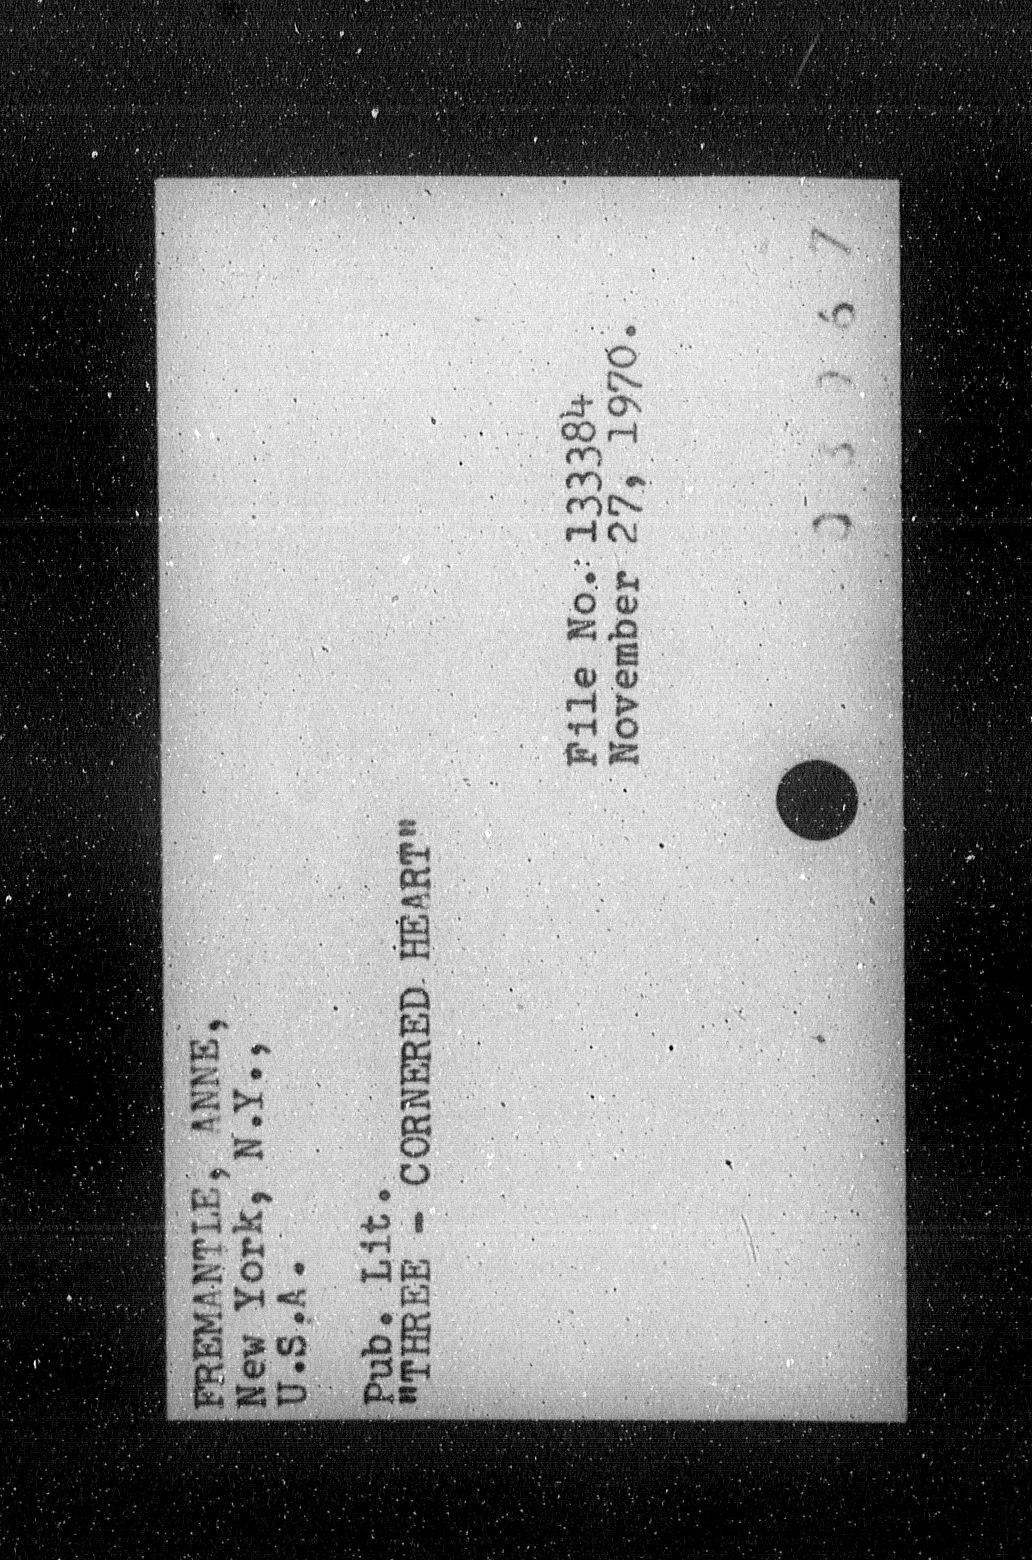 FREMANTLE, ANNE,
New York, N.Y.,
U.S.A.
Pub. Lit.
"THREE - CORNERED HEART"
File No. 133384
November 27, 1970.